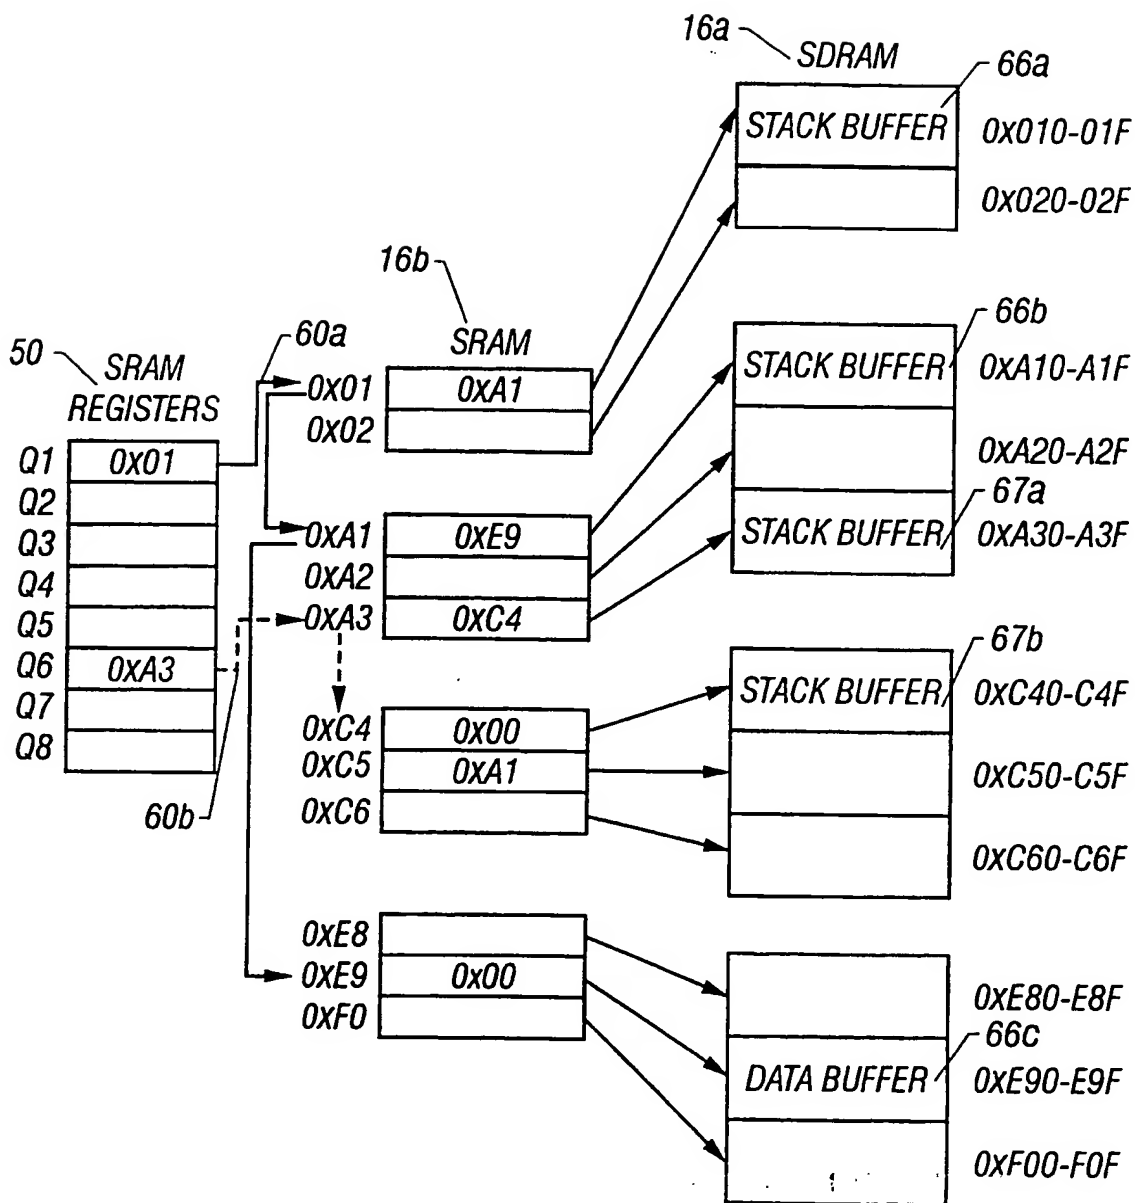 16a
SDRAM
66a
STACK BUFFER
0X010-01F
0X020-02F
16b
SRAM
60a
50
SRAM
REGISTERS
Q1
0X01
Q2
Q3
Q4
Q5
Q6
0XA3
Q7
Q8
60b
0X01
0XA1
0X02
0XA1
0XE9
0XA2
0XA3
0XC4
0XC4
0X00
0XC5
0XA1
0XC6
0XE8
0XE9
0X00
0XF0
66b
STACK BUFFER
0XA10-A1F
0XA20-A2F
67a
STACK BUFFER
0XA30-A3F
67b
STACK BUFFER
0XC40-C4F
0XC50-C5F
0XC60-C6F
0XE80-E8F
66c
DATA BUFFER
0XE90-E9F
0XF00-F0F